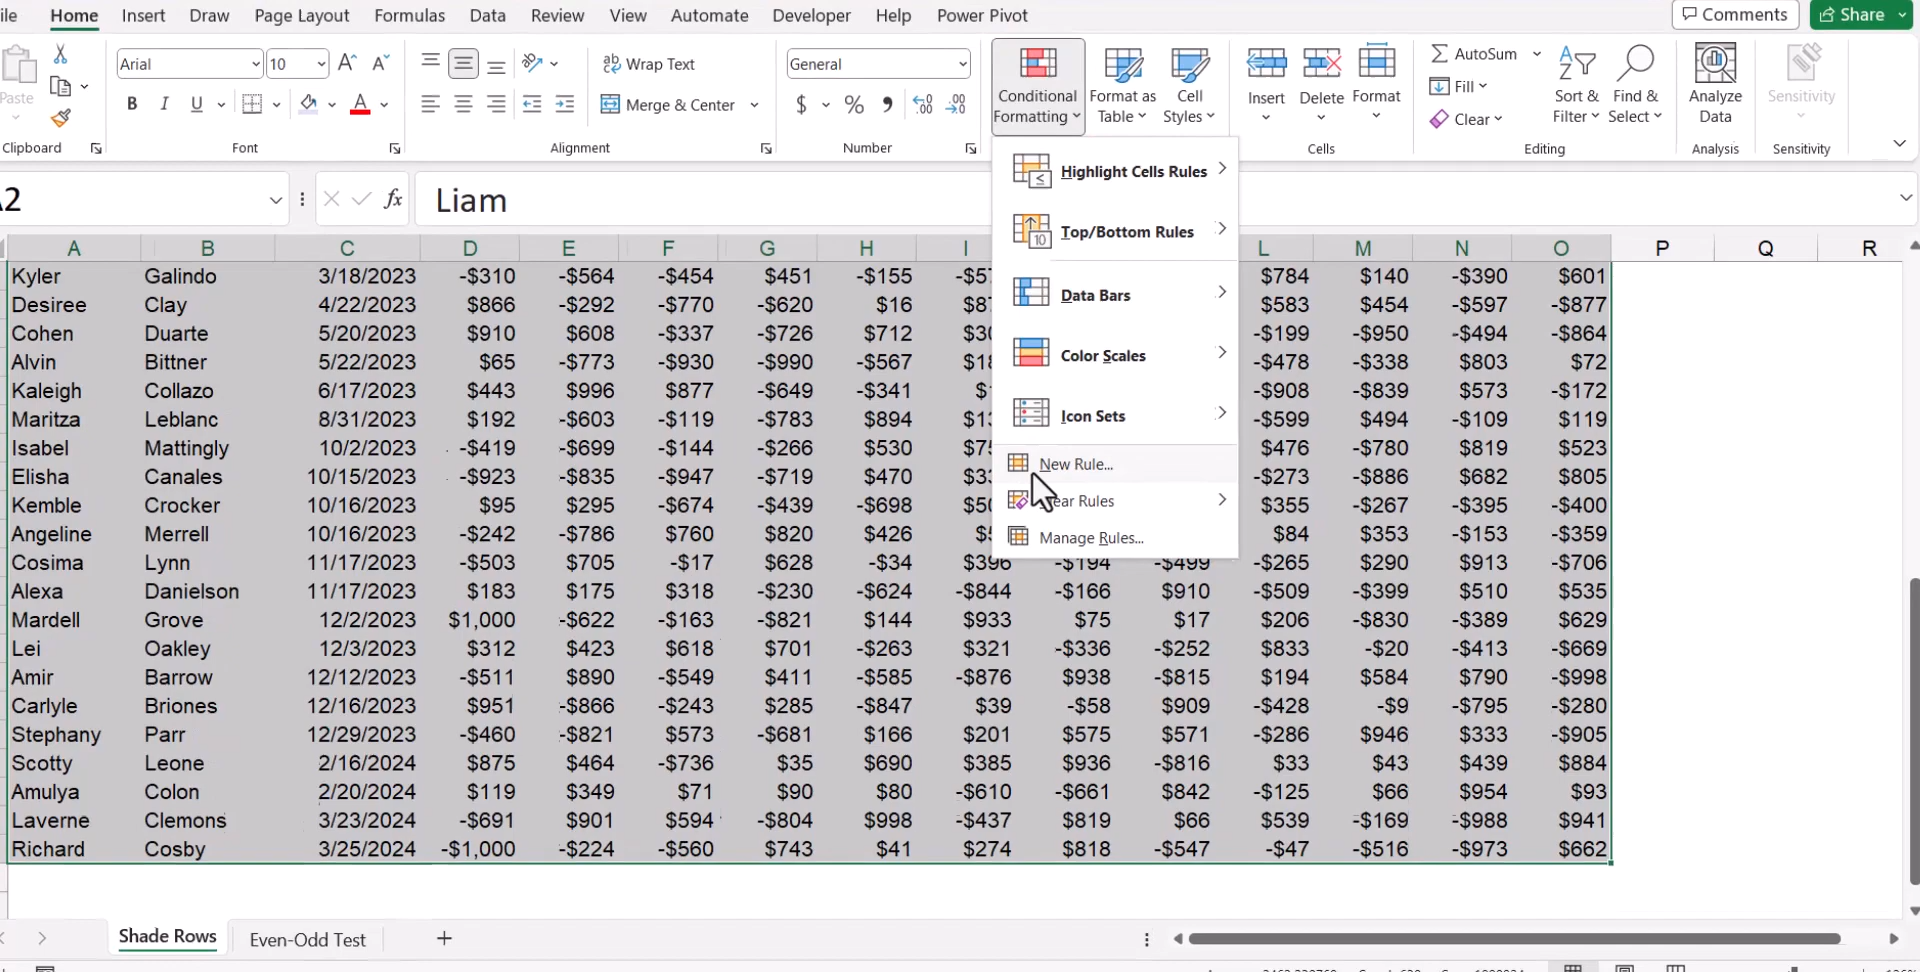 ile Home Insert Draw Page Layout Formulas Data Review View Automate Developer Help Power Pivot Comments Share
Paste Arial 10 Wrap Text General Conditional Formatting Format as Table Cell Styles Insert Delete Format AutoSum Sort & Filter Find & Select Analyze Data Sensitivity
B I U Merge & Center $ % Fill
Clear
Clipboard Font Alignment Number Cells Editing Analysis Sensitivity
A2 fx Liam
Highlight Cells Rules
Top/Bottom Rules
Data Bars
Color Scales
Icon Sets
New Rule...
Rules
Manage Rules...
A B C D E F G H I L M N O P Q R
Kyler Galindo 3/18/2023 -$310 -$564 -$454 $451 -$155 $784 $140 -$390 $601
Desiree Clay 4/22/2023 $866 -$292 -$770 -$620 $16 $583 $454 -$597 -$877
Cohen Duarte 5/20/2023 $910 $608 -$337 -$726 $712 -$199 -$950 -$494 -$864
Alvin Bittner 5/22/2023 $65 -$773 -$930 -$990 -$567 -$478 -$338 $803 $72
Kaleigh Collazo 6/17/2023 $443 $996 $877 -$649 -$341 -$908 -$839 $573 -$172
Maritza Leblanc 8/31/2023 $192 -$603 -$119 -$783 $894 -$599 $494 -$109 $119
Isabel Mattingly 10/2/2023 -$419 -$699 -$144 -$266 $530 $476 -$780 $819 $523
Elisha Canales 10/15/2023 -$923 -$835 -$947 -$719 $470 -$273 -$886 $682 $805
Kemble Crocker 10/16/2023 $95 $295 -$674 -$439 -$698 $355 -$267 -$395 -$400
Angeline Merrell 10/16/2023 -$242 -$786 $760 $820 $426 $84 $353 -$153 -$359
Cosima Lynn 11/17/2023 -$503 $705 -$17 $628 -$34 $396 -$194 -$499 -$265 $290 $913 -$706
Alexa Danielson 11/17/2023 $183 $175 $318 -$230 -$624 -$844 -$166 $910 -$509 -$399 $510 $535
Mardell Grove 12/2/2023 $1,000 -$622 -$163 -$821 $144 $933 $75 $17 $206 -$830 -$389 $629
Lei Oakley 12/3/2023 $312 $423 $618 $701 -$263 $321 -$336 -$252 $833 -$20 -$413 -$669
Amir Barrow 12/12/2023 -$511 $890 -$549 $411 -$585 -$876 $938 -$815 $194 $584 $790 -$998
Carlyle Briones 12/16/2023 $951 -$866 -$243 $285 -$847 $39 -$58 $909 -$428 -$9 -$795 -$280
Stephany Parr 12/29/2023 -$460 -$821 $573 -$681 $166 $201 $575 $571 -$286 $946 $333 -$905
Scotty Leone 2/16/2024 $875 $464 -$736 $35 $690 $385 $936 -$816 $33 $43 $439 $884
Amulya Colon 2/20/2024 $119 $349 $71 $90 $80 -$610 -$661 $842 -$125 $66 $954 $93
Laverne Clemons 3/23/2024 -$691 $901 $594 -$804 $998 -$437 $819 $66 $539 -$169 -$988 $941
Richard Cosby 3/25/2024 -$1,000 -$224 -$560 $743 $41 $274 $818 -$547 -$47 -$516 -$973 $662
Shade Rows Even-Odd Test